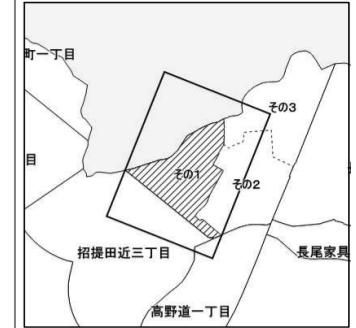 町一丁目
その3
目
その1
その2
招提田近三丁目
長尾家具
高野道一丁目